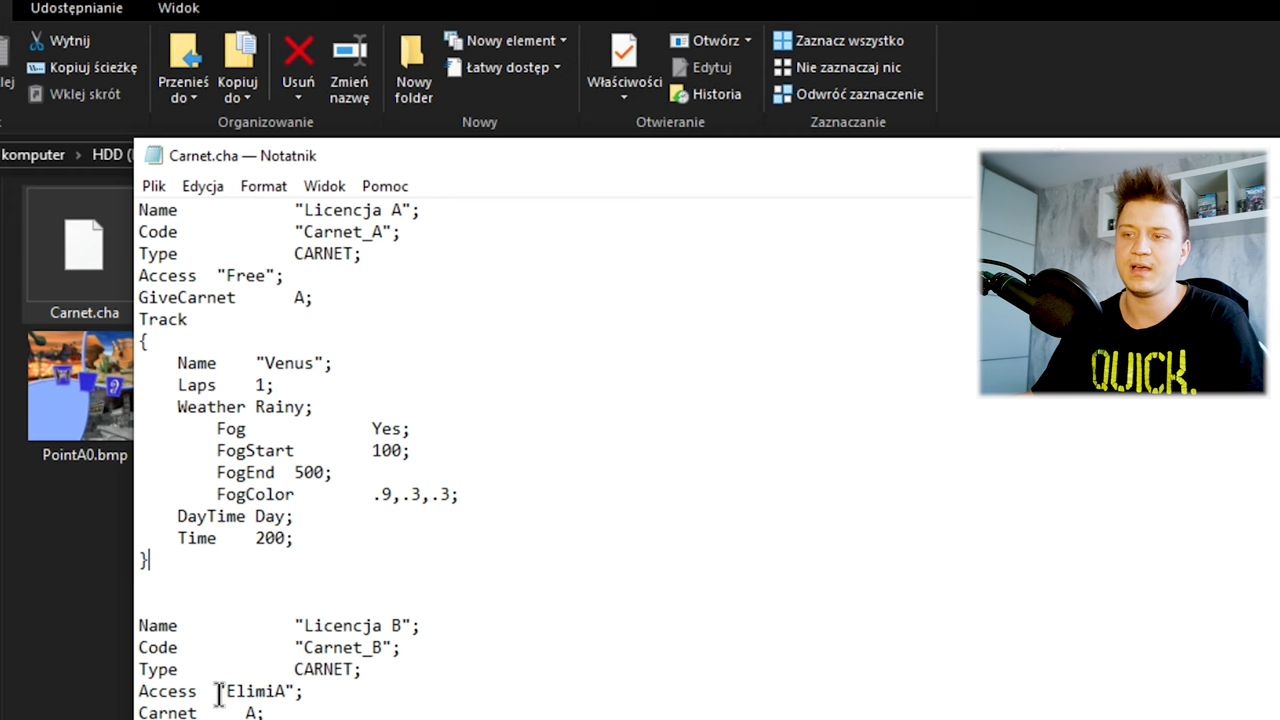 Udostępnianie Widok
Wytnij
Kopiuj ścieżkę
Wklej skrót
Przenieś do
Kopiuj do
Usuń
Zmień nazwę
Organizowanie
Nowy folder
Nowy element
Łatwy dostęp
Nowy
Właściwości
Otwórz
Edytuj
Historia
Otwieranie
Zaznacz wszystko
Nie zaznaczaj nic
Odwróć zaznaczenie
Zaznaczanie
komputer > HDD (
Carnet.cha
PointA0.bmp
Carnet.cha — Notatnik
Plik Edycja Format Widok Pomoc
Name "Licencja A";
Code "Carnet_A";
Type CARNET;
Access "Free";
GiveCarnet A;
Track
{
Name "Venus";
Laps 1;
Weather Rainy;
Fog Yes;
FogStart 100;
FogEnd 500;
FogColor .9,.3,.3;
DayTime Day;
Time 200;
}
Name "Licencja B";
Code "Carnet_B";
Type CARNET;
Access "ElimiA";
Carnet A;
QUICK.